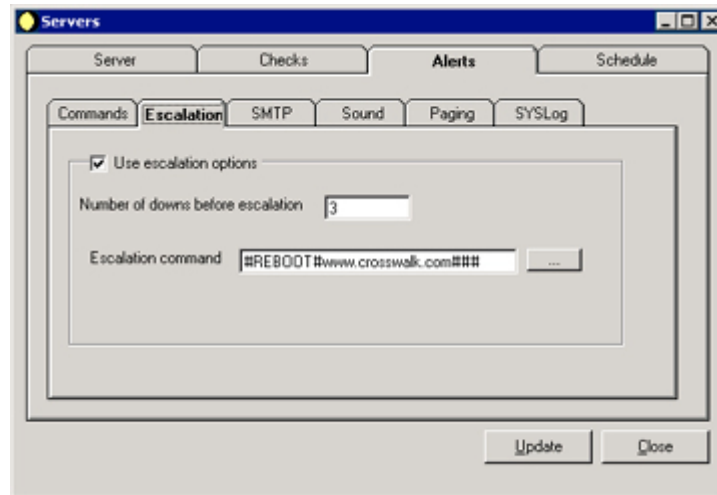 Servers
Server Checks Alerts Schedule
Commands Escalation SMTP Sound Paging SYSLog
Use escalation options
Number of downs before escalation 3
Escalation command #REBOOT#www.crosswalk.com### ...
Update Close